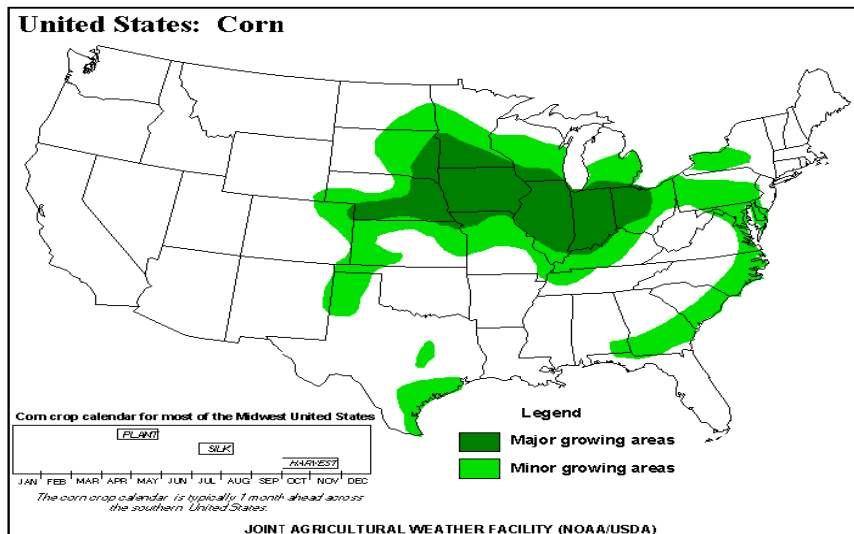 United States:  Corn
Corn crop calendar for most of the Midwest United States
PLANT
SILK
HARVEST
JAN FEB MAR APR MAY JUN JUL AUG SEP OCT NOV DEC
The corn crop calendar is typically 1 month ahead across
the southern United States.
Legend
Major growing areas
Minor growing areas
JOINT AGRICULTURAL WEATHER FACILITY (NOAA/USDA)